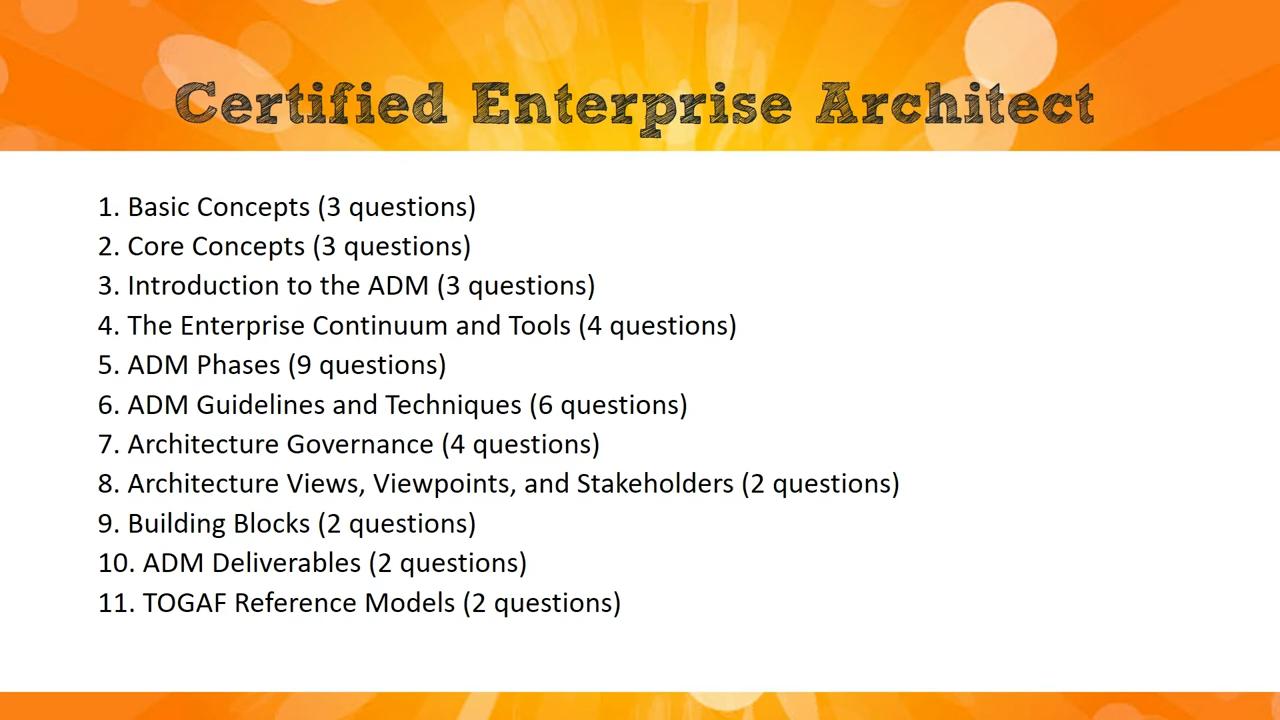 Certified Enterprise Architect
1. Basic Concepts (3 questions)
2. Core Concepts (3 questions)
3. Introduction to the ADM (3 questions)
4. The Enterprise Continuum and Tools (4 questions)
5. ADM Phases (9 questions)
6. ADM Guidelines and Techniques (6 questions)
7. Architecture Governance (4 questions)
8. Architecture Views, Viewpoints, and Stakeholders (2 questions)
9. Building Blocks (2 questions)
10. ADM Deliverables (2 questions)
11. TOGAF Reference Models (2 questions)